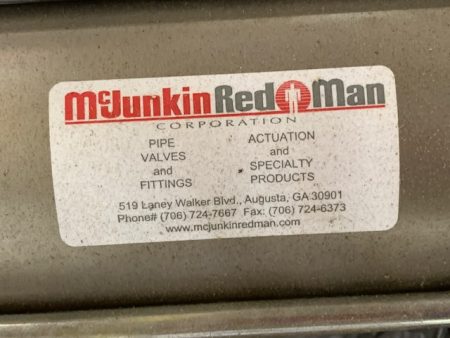 McJunkin Red Man
CORPORATION
PIPE
VALVES
and
FITTINGS
ACTUATION
and
SPECIALTY
PRODUCTS
519 Laney Walker Blvd., Augusta, GA 30901
Phone# (706) 724-7667 Fax: (706) 724-6373
www.mcjunkinredman.com